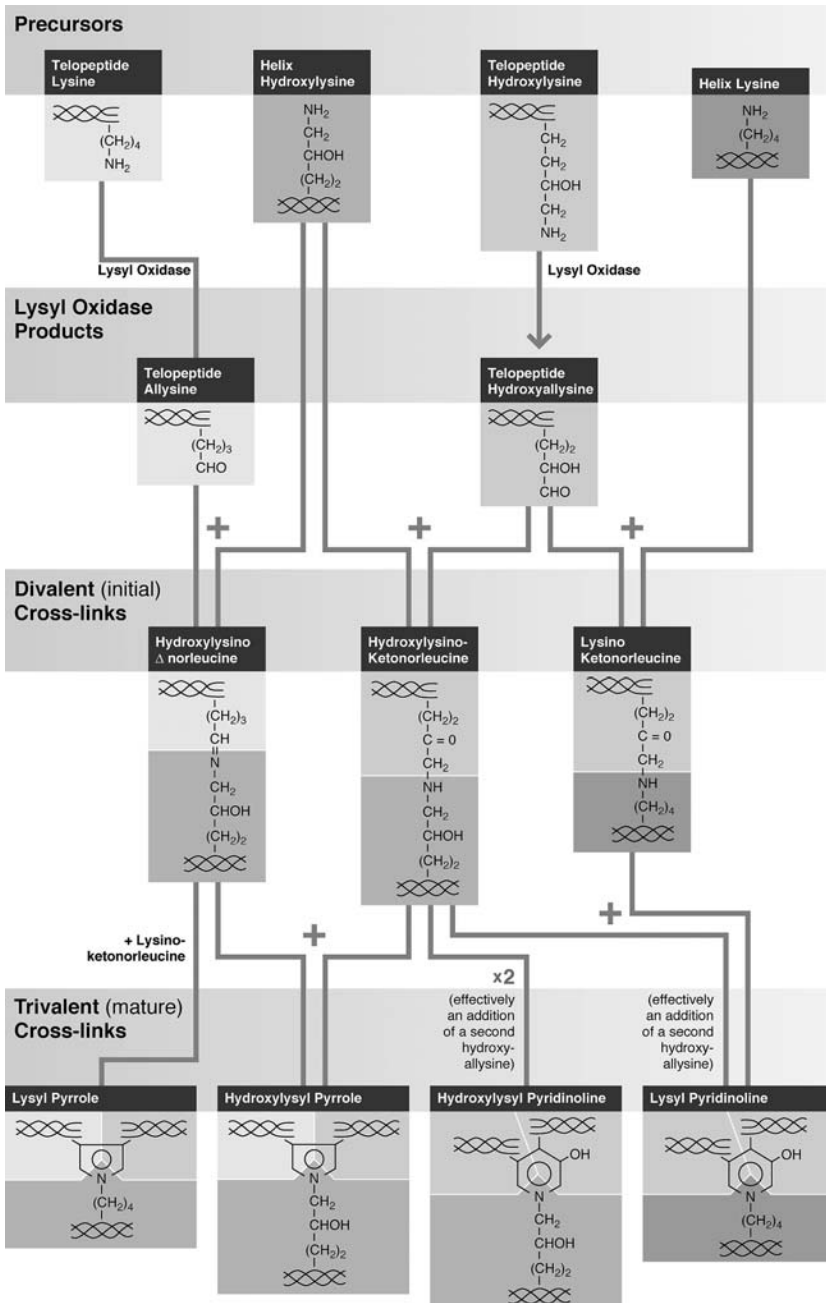 Precursors
Telopeptide
Lysine
Helix
Hydroxylysine
Telopeptide
Hydroxylysine
Helix Lysine
(CH₂)₄
NH₂
NH₂
CH₂
CHOH
(CH₂)₂
CH₂
CH₂
CHOH
CH₂
NH₂
NH₂
(CH₂)₄
Lysyl Oxidase
Lysyl Oxidase
Lysyl Oxidase
Products
Telopeptide
Allysine
Telopeptide
Hydroxyallysine
(CH₂)₃
CHO
(CH₂)₂
CHOH
CHO
+
+
+
Divalent (initial)
Cross-links
Hydroxylysino
Δ norleucine
Hydroxylysino-
Ketonorleucine
Lysino
Ketonorleucine
(CH₂)₃
CH
N
CH₂
CHOH
(CH₂)₂
(CH₂)₂
C = 0
CH₂
NH
CH₂
CHOH
(CH₂)₂
(CH₂)₂
C = 0
CH₂
NH
(CH₂)₄
+ Lysino-
ketonorleucine
+
+
x2
(effectively
an addition
of a second
hydroxy-
allysine)
(effectively
an addition
of a second
hydroxy-
allysine)
Trivalent (mature)
Cross-links
Lysyl Pyrrole
Hydroxylysyl Pyrrole
Hydroxylysyl Pyridinoline
Lysyl Pyridinoline
N
(CH₂)₄
N
CH₂
CHOH
(CH₂)₂
OH
N
CH₂
CHOH
(CH₂)₂
OH
N
(CH₂)₄